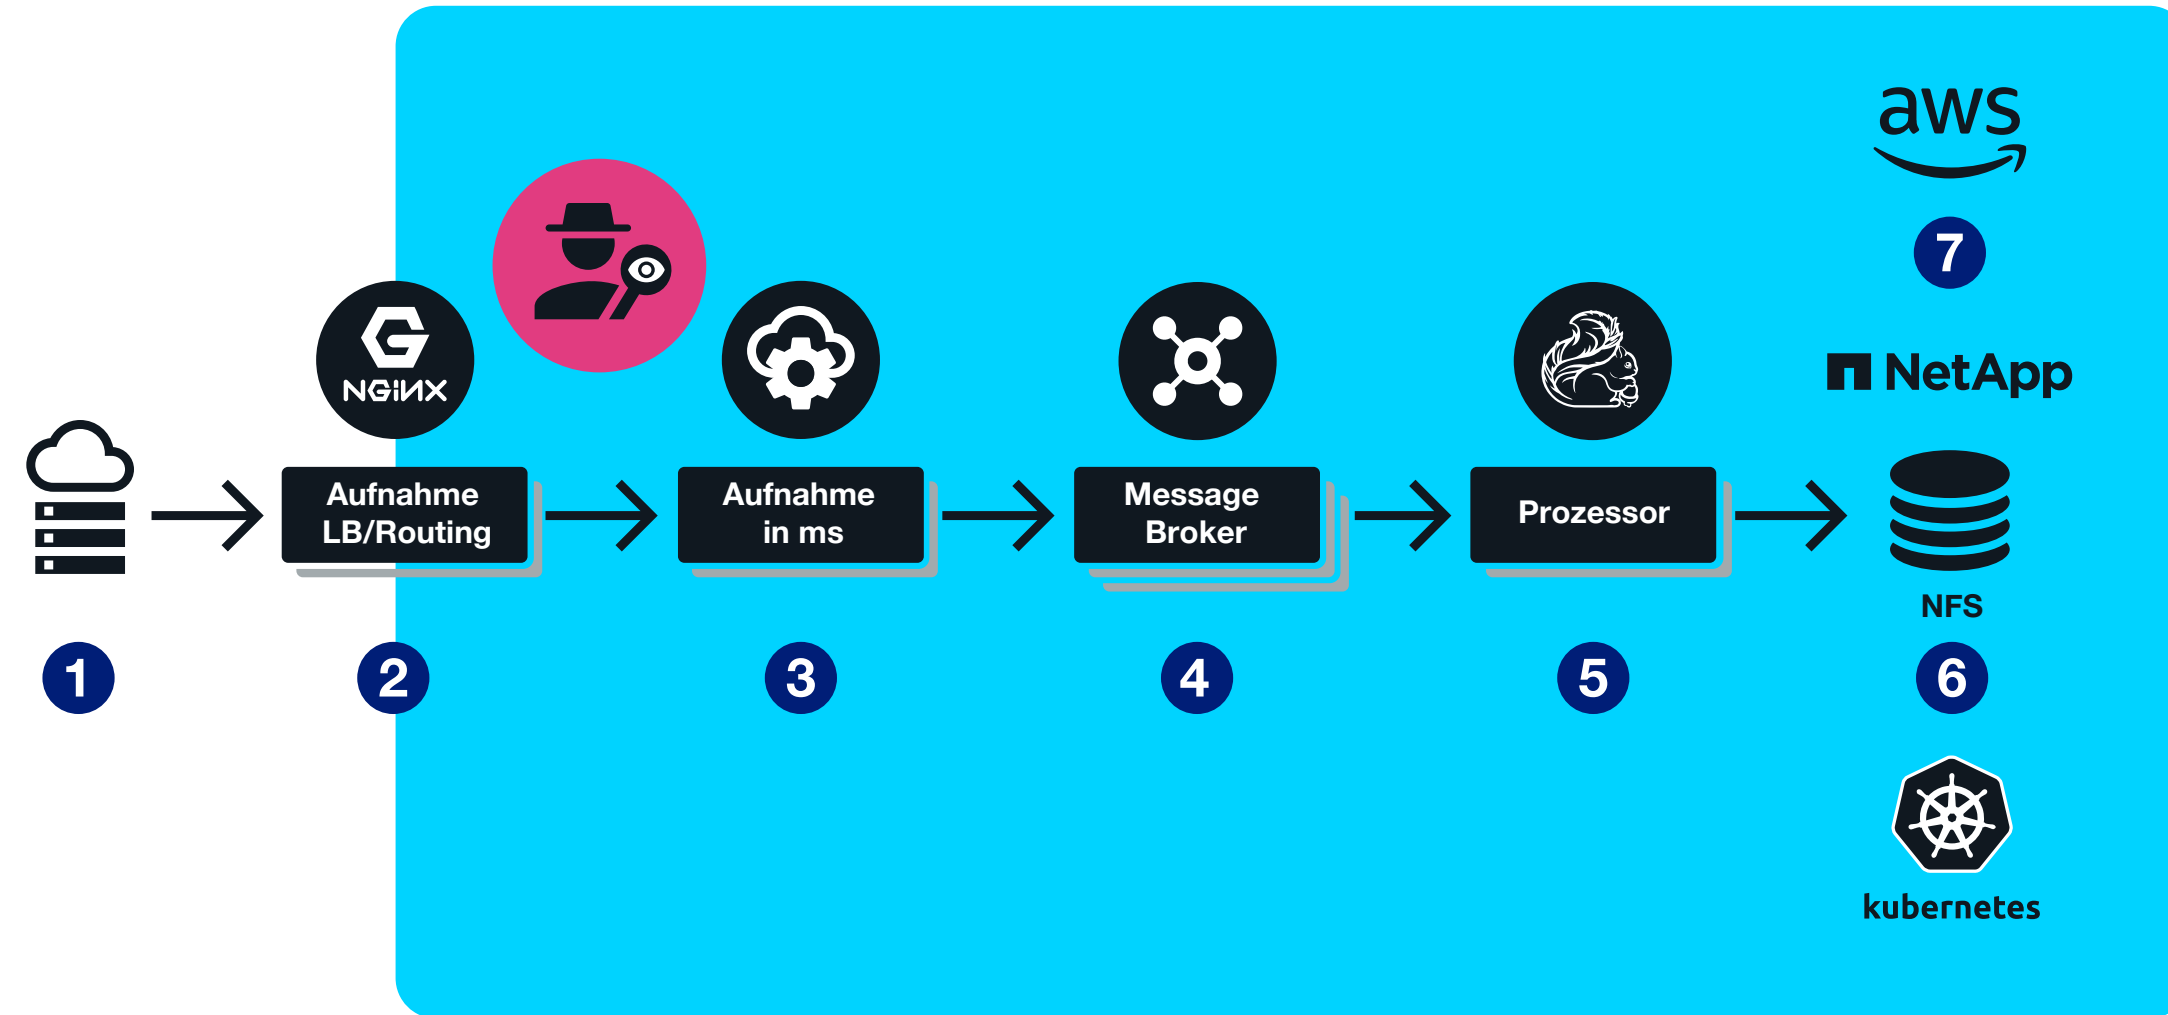 aws
7
NGINX
NetApp
Aufnahme
LB/Routing
Aufnahme
in ms
Message
Broker
Prozessor
NFS
1
2
3
4
5
6
kubernetes